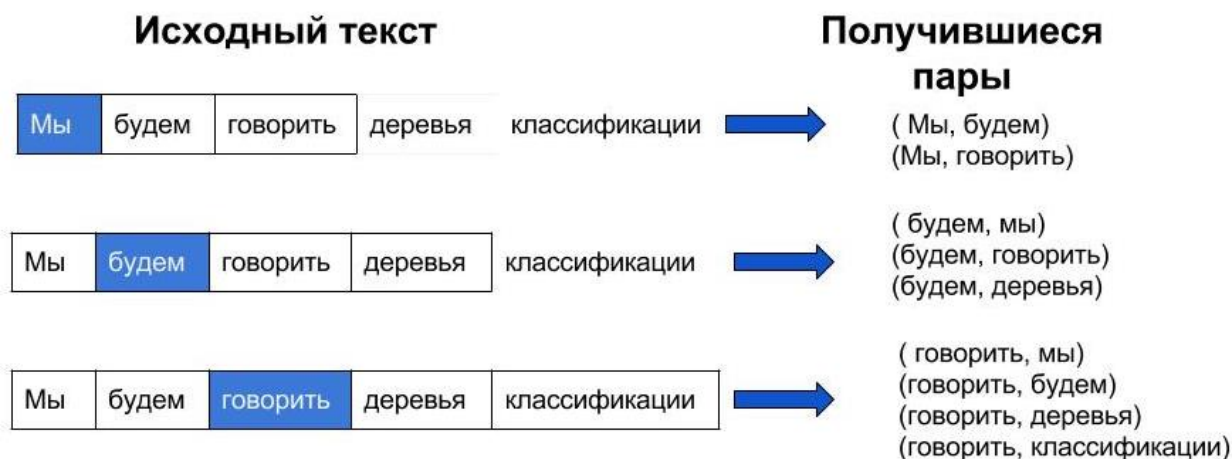 Исходный текст
Получившиеся
пары
Мы будем говорить деревья классификации
( Мы, будем)
(Мы, говорить)
Мы будем говорить деревья классификации
( будем, мы)
(будем, говорить)
(будем, деревья)
Мы будем говорить деревья классификации
( говорить, мы)
(говорить, будем)
(говорить, деревья)
(говорить, классификации)